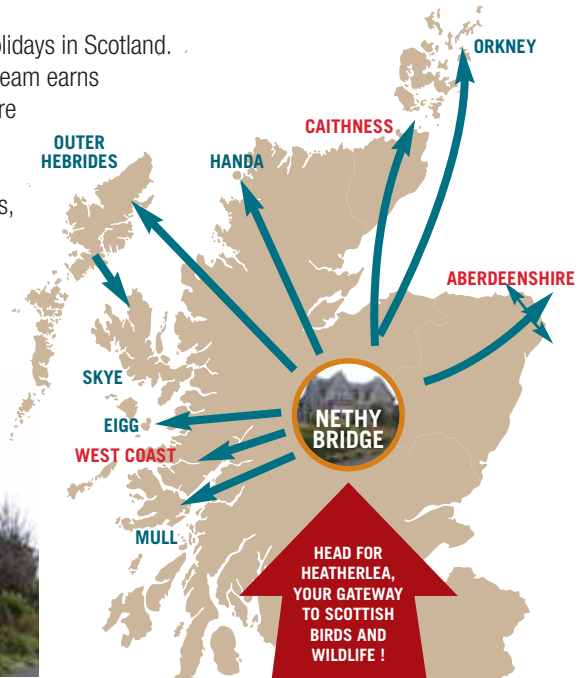 olidays in Scotland.
eam earns
re
s,
ORKNEY
CAITHNESS
OUTER
HEBRIDES
HANDA
ABERDEENSHIRE
SKYE
EIGG
WEST COAST
MULL
NETHY
BRIDGE
HEAD FOR
HEATHERLEA,
YOUR GATEWAY
TO SCOTTISH
BIRDS AND
WILDLIFE !